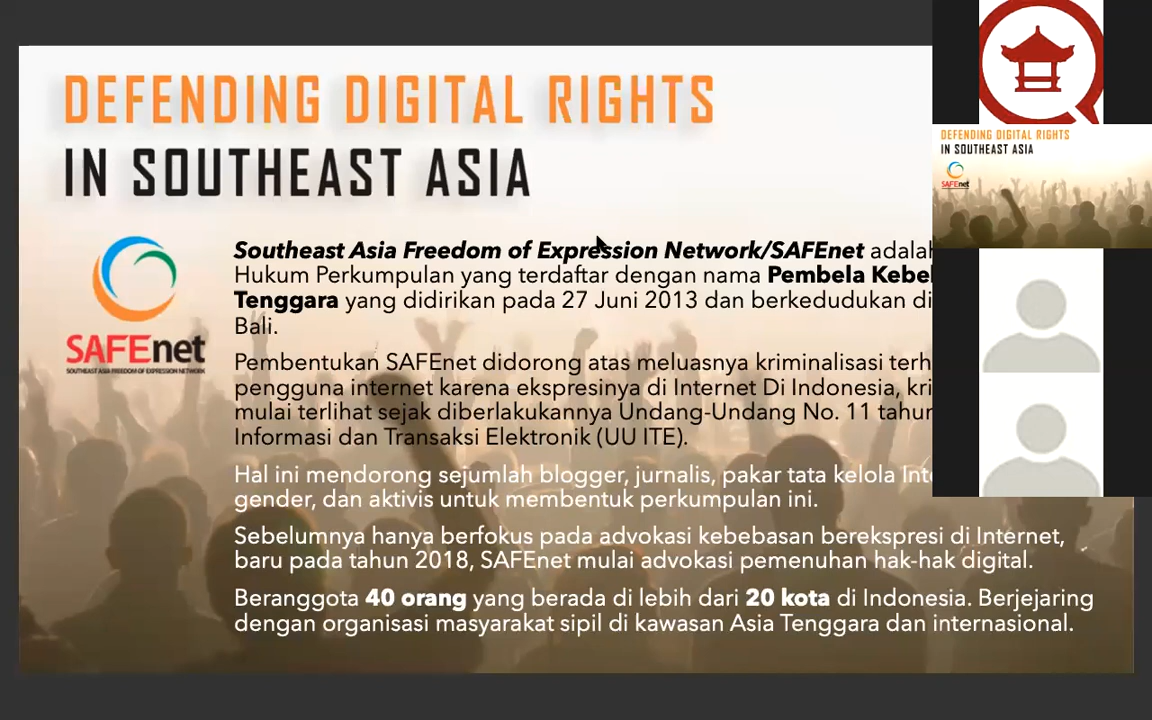 DEFENDING DIGITAL RIGHTS
IN SOUTHEAST ASIA
SAFEnet
SOUTHEAST ASIA FREEDOM OF EXPRESSION NETWORK
Southeast Asia Freedom of Expression Network/SAFEnet adalah
Hukum Perkumpulan yang terdaftar dengan nama Pembela
Tenggara yang didirikan pada 27 Juni 2013 dan berkedudukan di
Bali.
Pembentukan SAFEnet didorong atas meluasnya kriminalisasi
pengguna internet karena ekspresinya di Internet Di Indonesia,
mulai terlihat sejak diberlakukannya Undang-Undang No. 11
Informasi dan Transaksi Elektronik (UU ITE).
Hal ini mendorong sejumlah blogger, jurnalis, pakar tata kelola
gender, dan aktivis untuk membentuk perkumpulan ini.
Sebelumnya hanya berfokus pada advokasi kebebasan berekspresi di Internet,
baru pada tahun 2018, SAFEnet mulai advokasi pemenuhan hak-hak digital.
Beranggota 40 orang yang berada di lebih dari 20 kota di Indonesia. Berjejaring
dengan organisasi masyarakat sipil di kawasan Asia Tenggara dan internasional.
DEFENDING DIGITAL RIGHTS
IN SOUTHEAST ASIA
SAFEnet